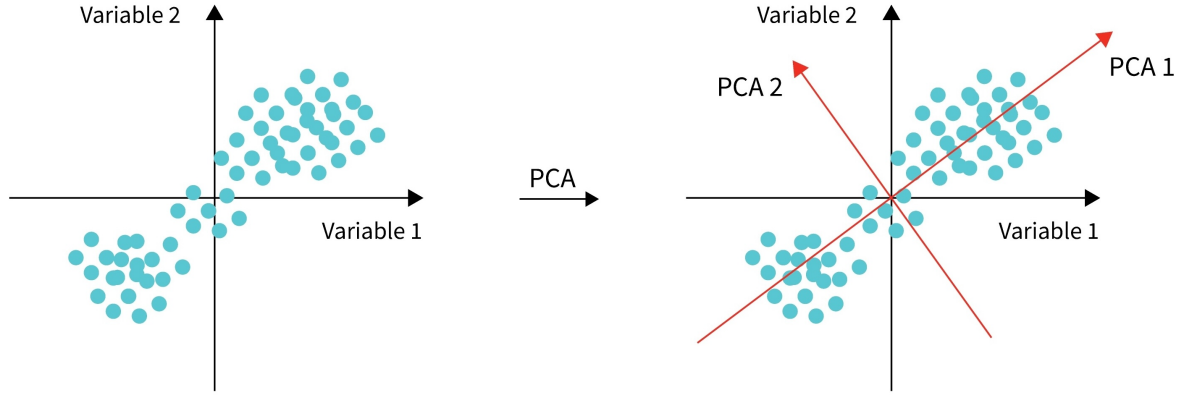 Variable 2
Variable 1
PCA
Variable 2
PCA 1
PCA 2
Variable 1